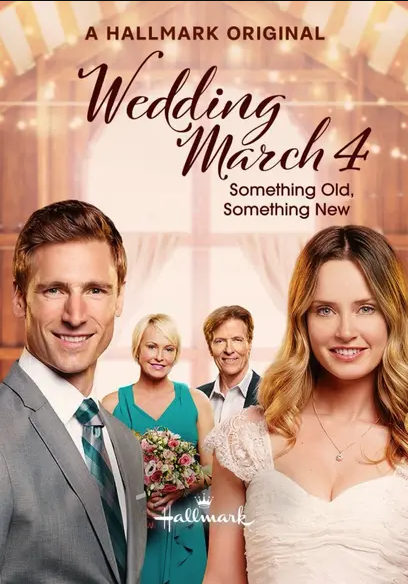 A HALLMARK ORIGINAL
Wedding
March 4
Something Old,
Something New
Hallmark